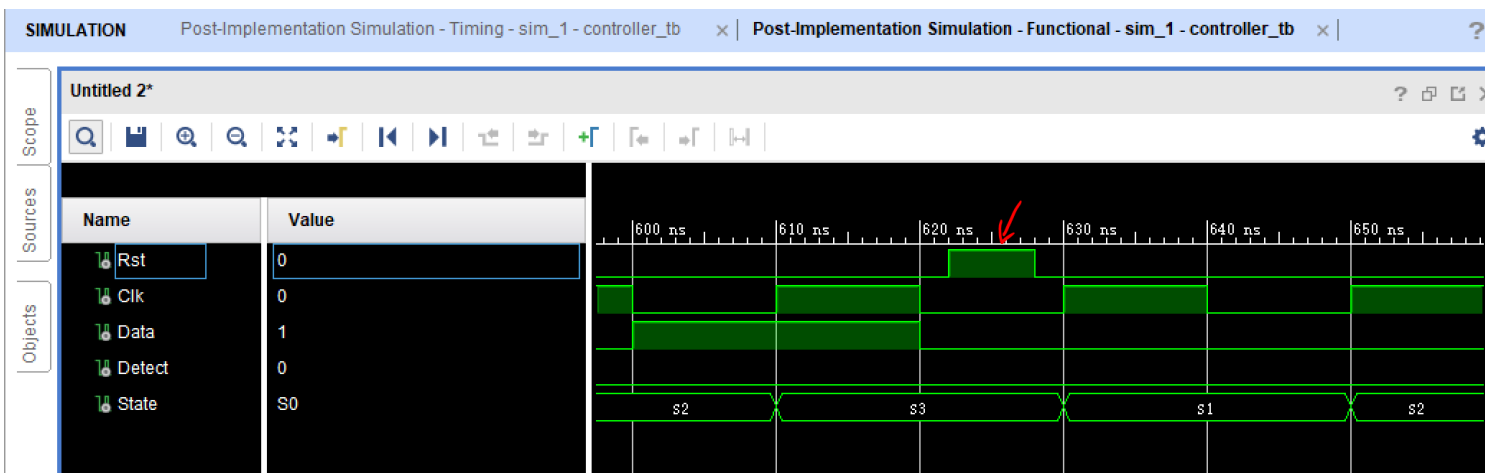 SIMULATION Post-Implementation Simulation - Timing - sim_1 - controller_tb × Post-Implementation Simulation - Functional - sim_1 - controller_tb × ?
Scope
Sources
Objects
Untitled 2*
Name Value
Rst 0
Clk 0
Data 1
Detect 0
State S0
600 ns 610 ns 620 ns 630 ns 640 ns 650 ns
S2 S3 S1 S2